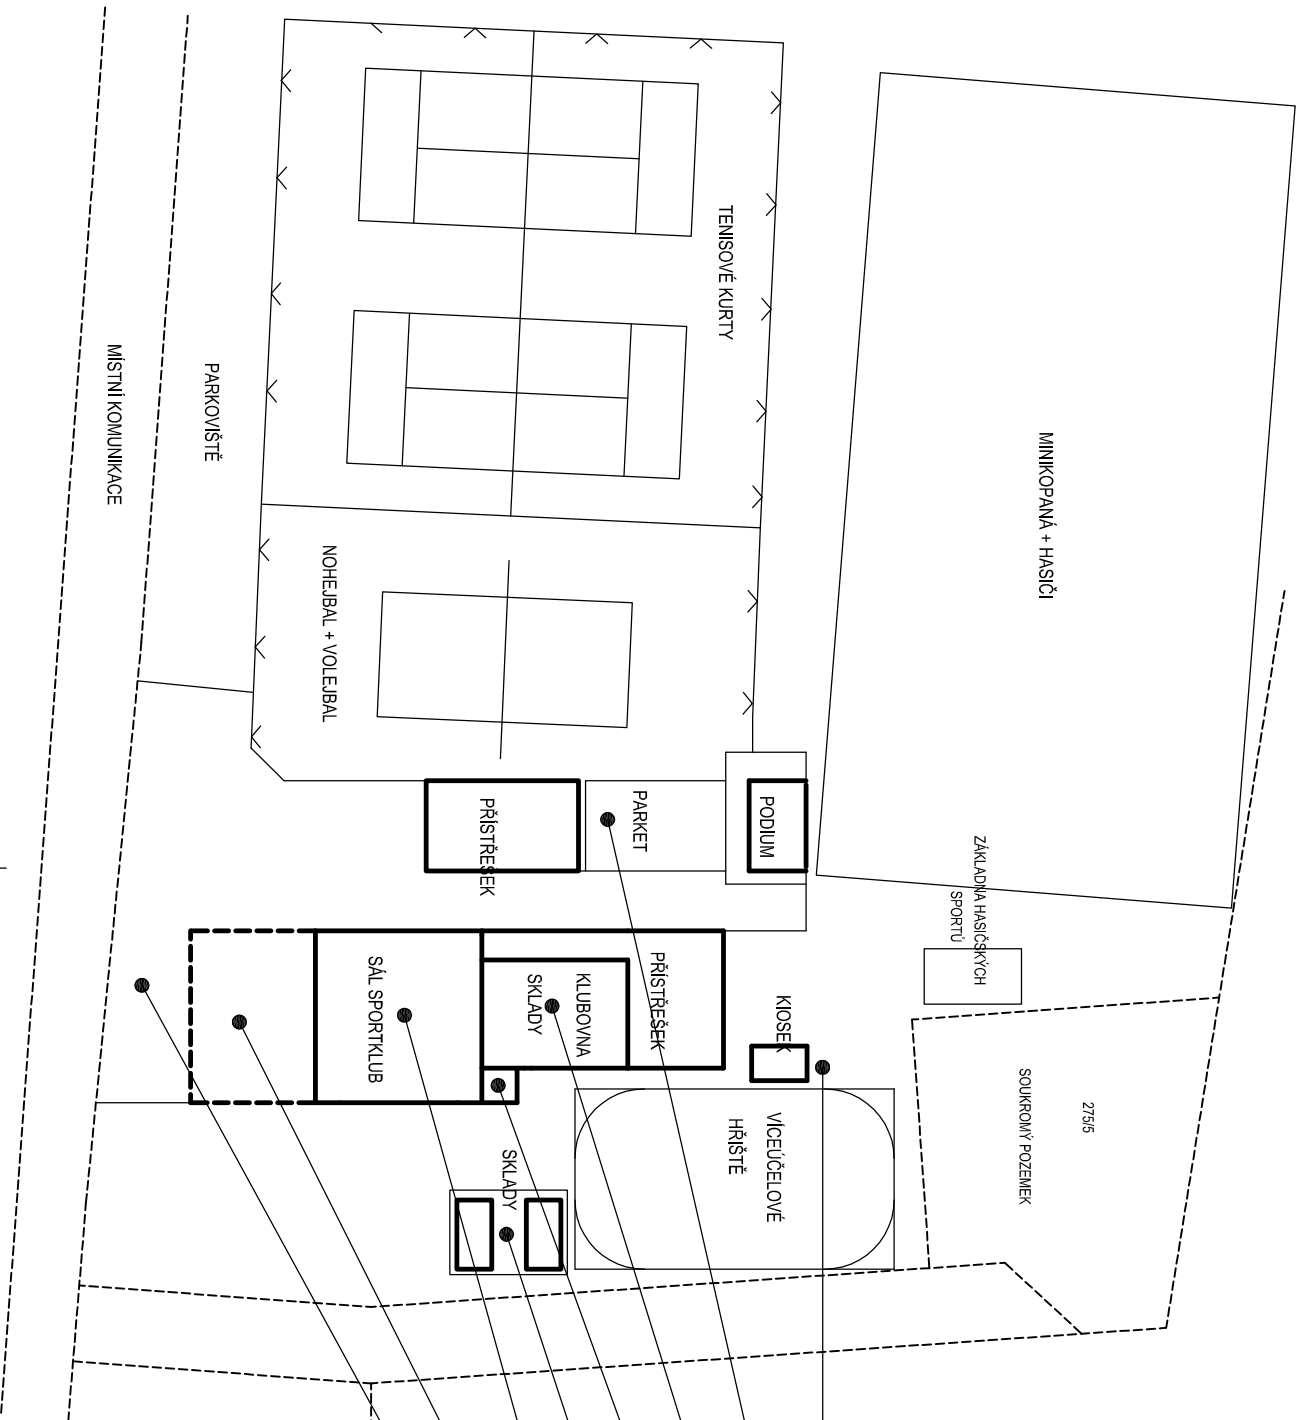 275/5
MINIKOPANÁ + HASIČI
SOUKROMÝ POZEMEK
ZÁKLADNA HASIČSKÝCH
SPORTŮ
TENISOVÉ KURTY
PODIUM
KIOSEK
VÍCEÚČELOVÉ
HŘIŠTĚ
PARKET
PŘÍSTŘEŠEK
KLUBOVNA
SKLADY
PŘÍSTŘEŠEK
SKLADY
SÁL SPORTKLUB
NOHEJBAL + VOLEJBAL
PARKOVIŠTĚ
MÍSTNÍ KOMUNIKACE